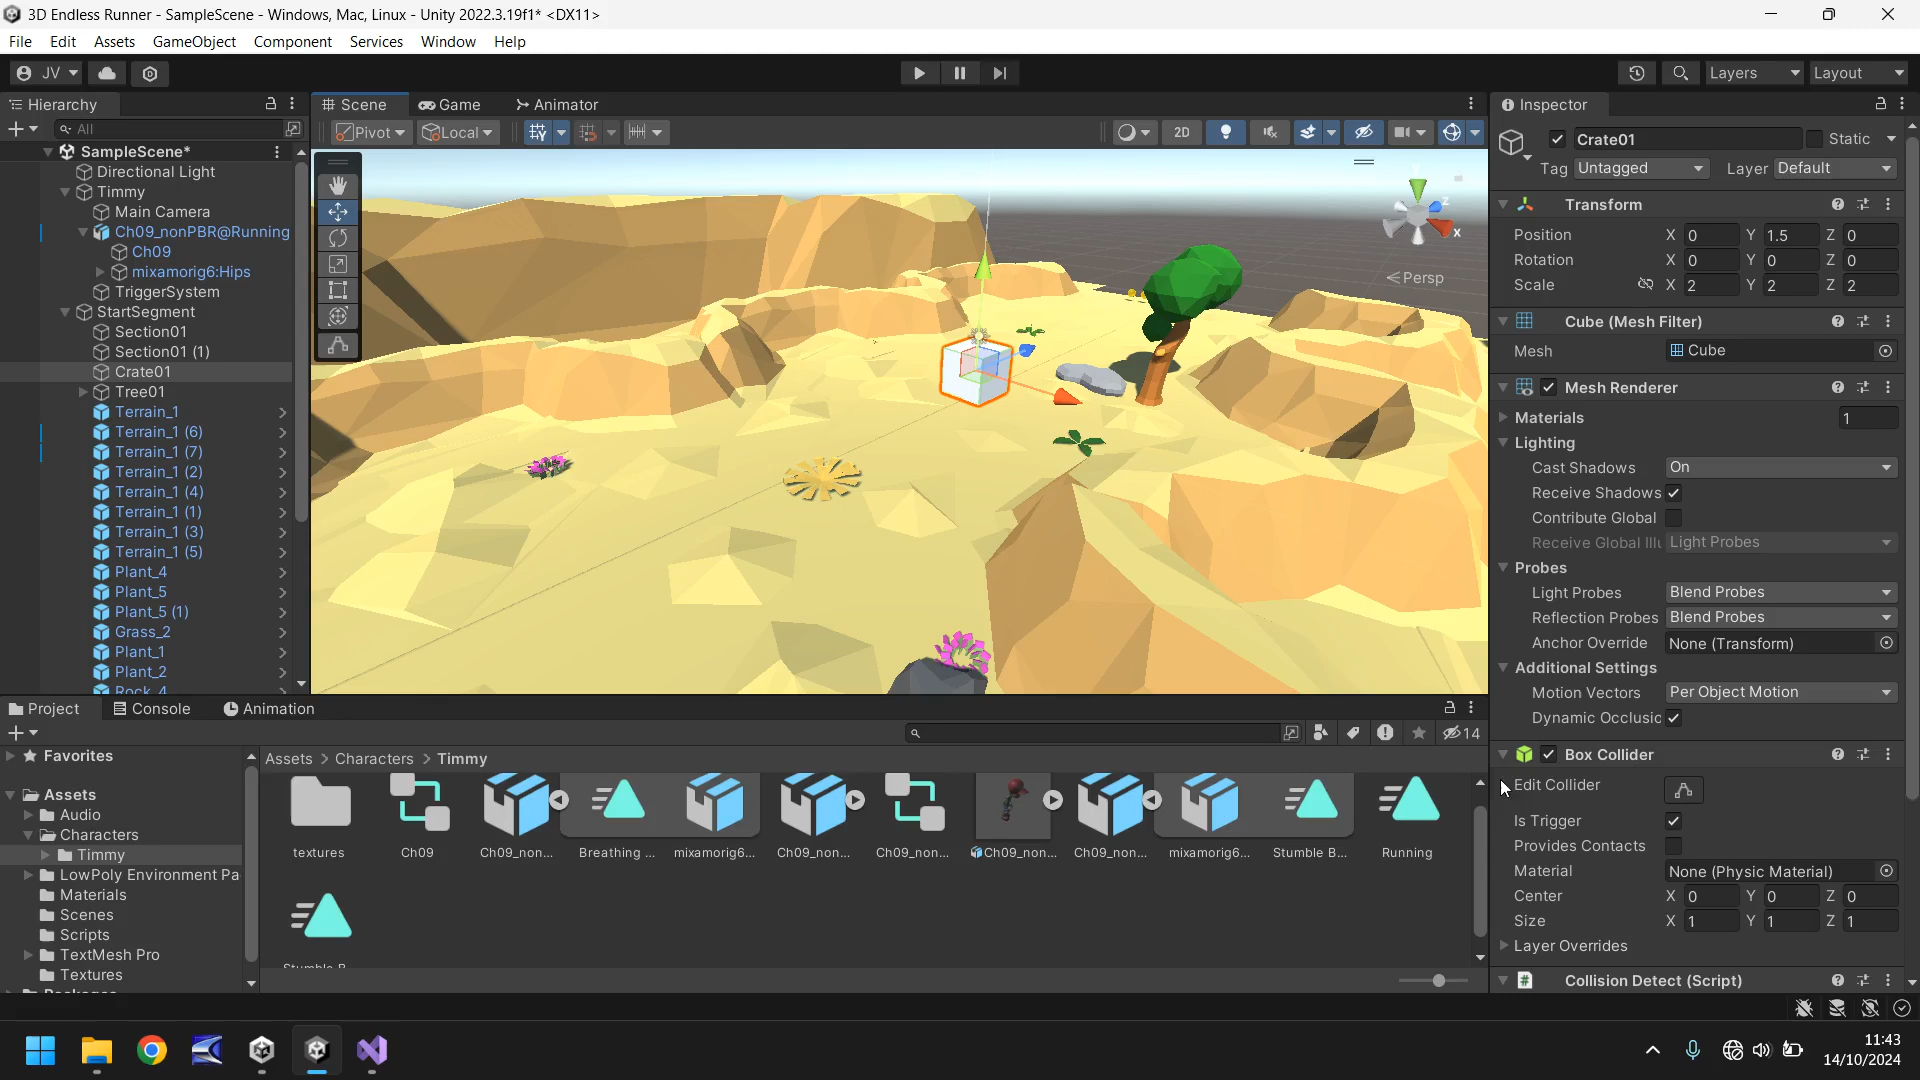 3D Endless Runner - SampleScene - Windows, Mac, Linux - Unity 2022.3.19f1* <DX11>
File Edit Assets GameObject Component Services Window Help
JV Layers Layout
Hierarchy
All
SampleScene*
Directional Light
Timmy
Main Camera
Ch09_nonPBR@Running
Ch09
mixamorig6:Hips
TriggerSystem
StartSegment
Section01
Section01 (1)
Crate01
Tree01
Terrain_1
Terrain_1 (6)
Terrain_1 (7)
Terrain_1 (2)
Terrain_1 (4)
Terrain_1 (1)
Terrain_1 (3)
Terrain_1 (5)
Plant_4
Plant_5
Plant_5 (1)
Grass_2
Plant_1
Plant_2
Rock_4
Scene Game Animator
Pivot Local 2D
x
z
Persp
Inspector
Crate01 Static
Tag Untagged Layer Default
Transform
Position X 0 Y 1.5 Z 0
Rotation X 0 Y 0 Z 0
Scale X 2 Y 2 Z 2
Cube (Mesh Filter)
Mesh Cube
Mesh Renderer
Materials 1
Lighting
Cast Shadows On
Receive Shadows
Contribute Global
Receive Global Illu Light Probes
Probes
Light Probes Blend Probes
Reflection Probes Blend Probes
Anchor Override None (Transform)
Additional Settings
Motion Vectors Per Object Motion
Dynamic Occlusic
Box Collider
Edit Collider
Is Trigger
Provides Contacts
Material None (Physic Material)
Center X 0 Y 0 Z 0
Size X 1 Y 1 Z 1
Layer Overrides
Collision Detect (Script)
Project Console Animation
14
Favorites
Assets
Audio
Characters
Timmy
LowPoly Environment Pa
Materials
Scenes
Scripts
TextMesh Pro
Textures
Assets > Characters > Timmy
textures Ch09 Ch09_non... Breathing ... mixamorig6... Ch09_non... Ch09_non... Ch09_non... Ch09_non... mixamorig6... Stumble B... Running
11:43
14/10/2024